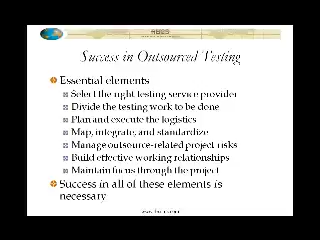 Success in Outsourced Testing
Essential elements
Select the right testing service provider
Divide the testing work to be done
Plan and execute the logistics
Map, integrate, and standardize
Manage outsource-related project risks
Build effective working relationships
Maintain focus through the project
Success in all of these elements is
necessary